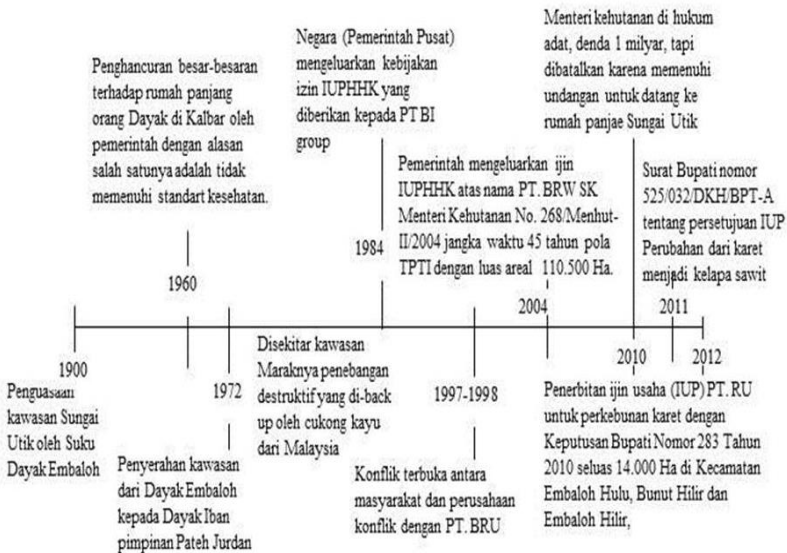 Penghancuran besar-besaran
terhadap rumah panjang
orang Dayak di Kalbar oleh
pemerintah dengan alasan
salah satunya adalah tidak
memenuhi standart kesehatan.
1960
Negara (Pemerintah Pusat)
mengeluarkan kebijakan
izin IUPHHK yang
diberikan kepada PT BI
group
1984
Pemerintah mengeluarkan ijin
IUPHHK atas nama PT. BRW SK
Menteri Kehutanan No. 268/Menhut-
II/2004 jangka waktu 45 tahun pola
TPTI dengan luas areal 110.500 Ha.
2004
Menteri kehutanan di hukum
adat, denda 1 milyar, tapi
dibatalkan karena memenuhi
undangan untuk datang ke
rumah panjae Sungai Utik
Surat Bupati nomor
525/032/DKH/BPT-A
tentang persetujuan IUP
Perubahan dari karet
menjadi kelapa sawit
2011
1900
Penguasaan
kawasan Sungai
Utik oleh Suku
Dayak Embaloh
1972
Penyerahan kawasan
dari Dayak Embaloh
kepada Dayak Iban
pimpinan Pateh Jurdan
Disekitar kawasan
Maraknya penebangan
destruktif yang di-back
up oleh cukong kayu
dari Malaysia
1997-1998
Konflik terbuka antara
masyarakat dan perusahaan
konflik dengan PT. BRU
2010
2012
Penerbitan ijin usaha (IUP) PT. RU
untuk perkebunan karet dengan
Keputusan Bupati Nomor 283 Tahun
2010 seluas 14.000 Ha di Kecamatan
Embaloh Hulu, Bunut Hilir dan
Embaloh Hilir,